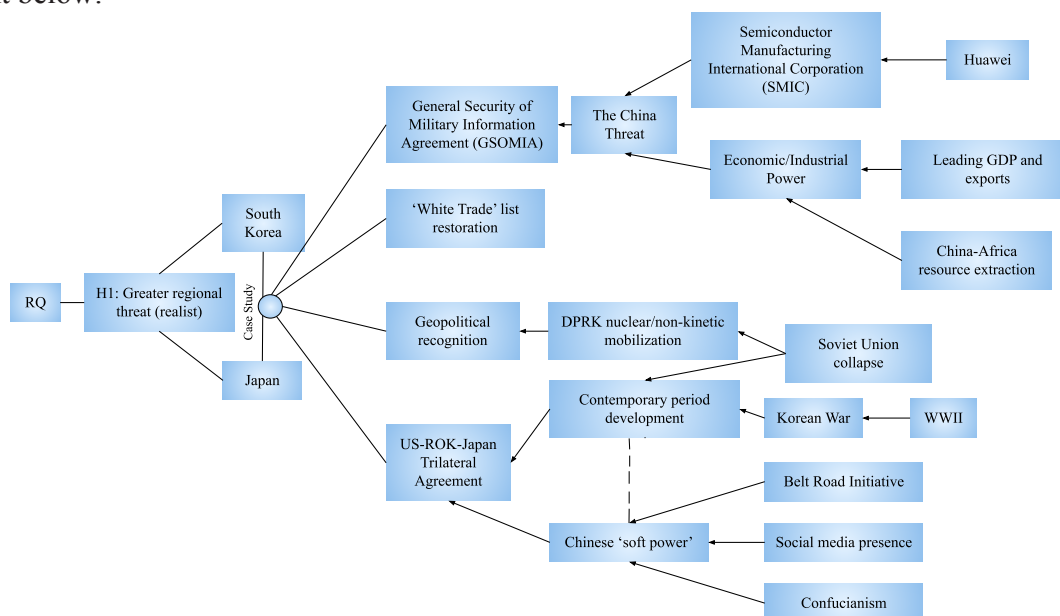 t below:
Semiconductor
Manufacturing
International Corporation
(SMIC)
Huawei
General Security of
Military Information
Agreement (GSOMIA)
The China
Threat
Economic/Industrial
Power
Leading GDP and
exports
South
Korea
‘White Trade’ list
restoration
China-Africa
resource extraction
RQ
H1: Greater regional
threat (realist)
Case Study
Geopolitical
recognition
DPRK nuclear/non-kinetic
mobilization
Soviet Union
collapse
Japan
Contemporary period
development
Korean War
WWII
US-ROK-Japan
Trilateral
Agreement
Belt Road Initiative
Chinese ‘soft power’
Social media presence
Confucianism